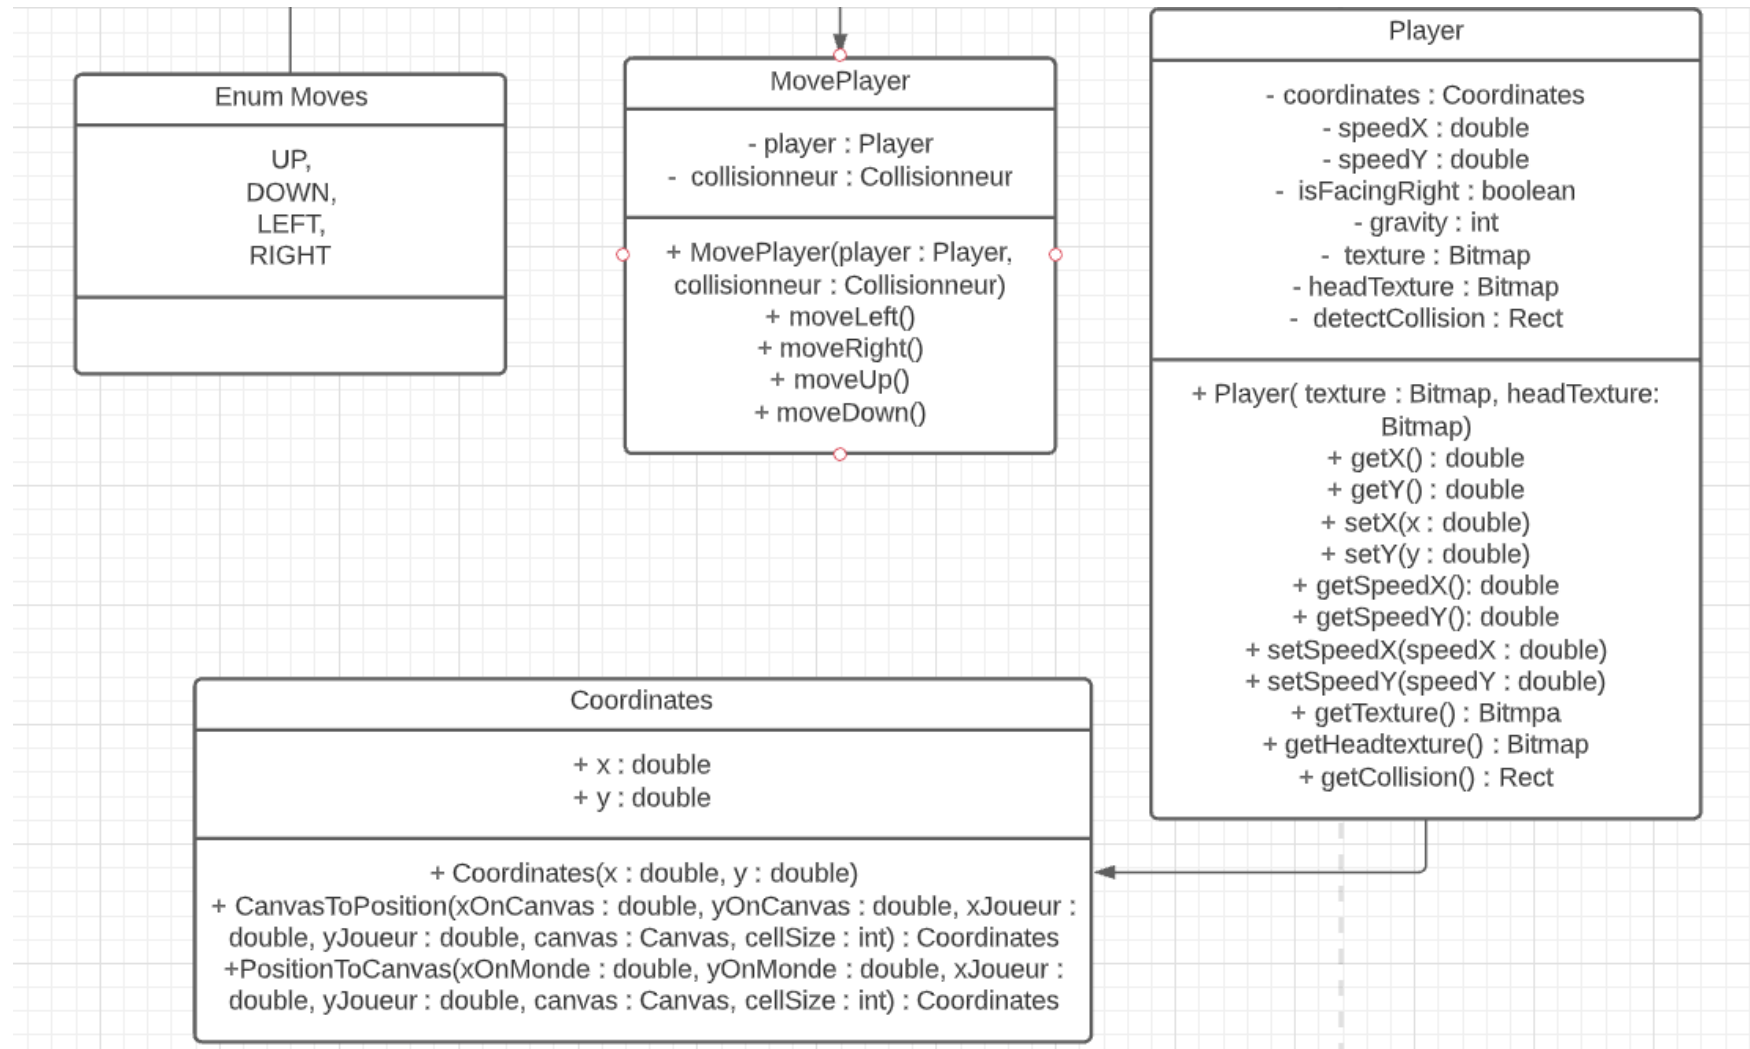 Enum Moves
UP,
DOWN,
LEFT,
RIGHT
MovePlayer
- player : Player
- collisionneur : Collisionneur
+ MovePlayer(player : Player,
collisionneur : Collisionneur)
+ moveLeft()
+ moveRight()
+ moveUp()
+ moveDown()
Player
- coordinates : Coordinates
- speedX : double
- speedY : double
- isFacingRight : boolean
- gravity : int
- texture : Bitmap
- headTexture : Bitmap
- detectCollision : Rect
+ Player( texture : Bitmap, headTexture:
Bitmap)
+ getX() : double
+ getY() : double
+ setX(x : double)
+ setY(y : double)
+ getSpeedX(): double
+ getSpeedY(): double
+ setSpeedX(speedX : double)
+ setSpeedY(speedY : double)
+ getTexture() : Bitmpa
+ getHeadtexture() : Bitmap
+ getCollision() : Rect
Coordinates
+ x : double
+ y : double
+ Coordinates(x : double, y : double)
+ CanvasToPosition(xOnCanvas : double, yOnCanvas : double, xJoueur :
double, yJoueur : double, canvas : Canvas, cellSize : int) : Coordinates
+PositionToCanvas(xOnMonde : double, yOnMonde : double, xJoueur :
double, yJoueur : double, canvas : Canvas, cellSize : int) : Coordinates